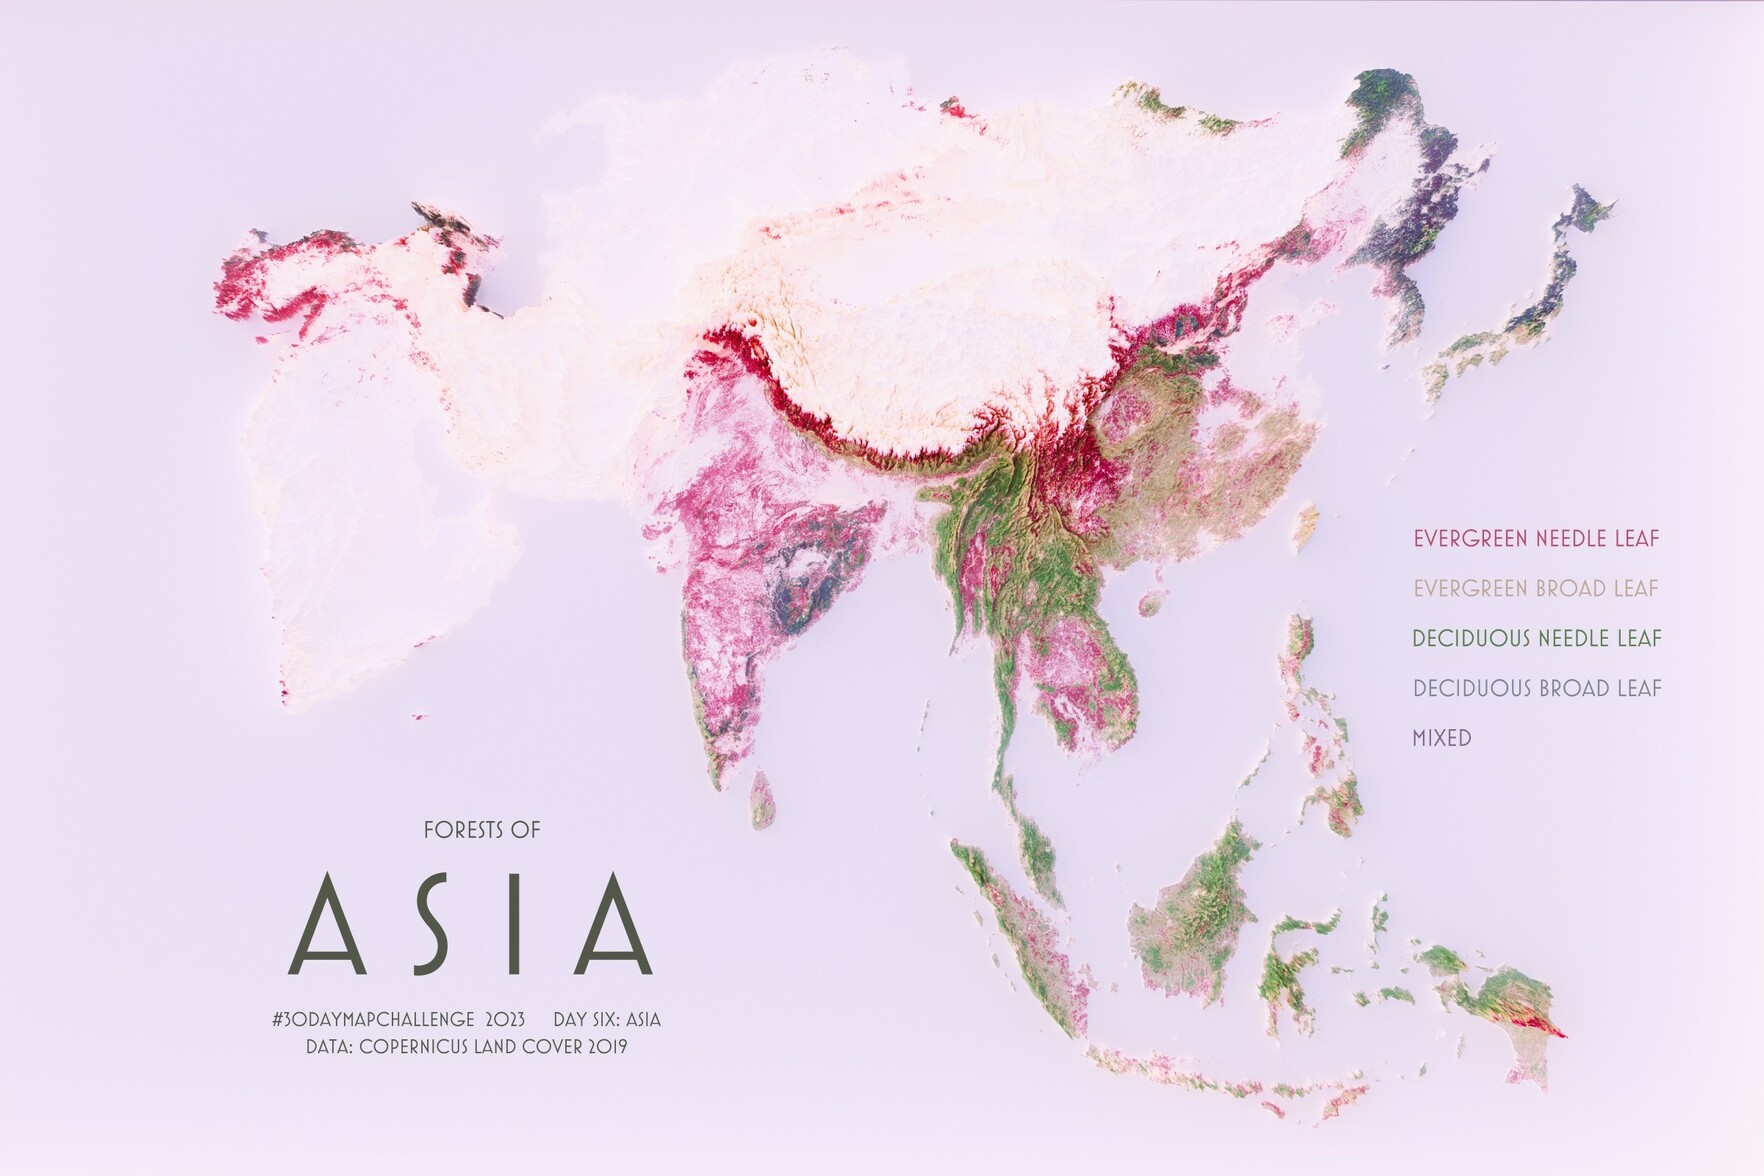 EVERGREEN NEEDLE LEAF
EVERGREEN BROAD LEAF
DECIDUOUS NEEDLE LEAF
DECIDUOUS BROAD LEAF
MIXED
FORESTS OF
ASIA
#30DAYMAPCHALLENGE 2023 DAY SIX: ASIA
DATA: COPERNICUS LAND COVER 2019